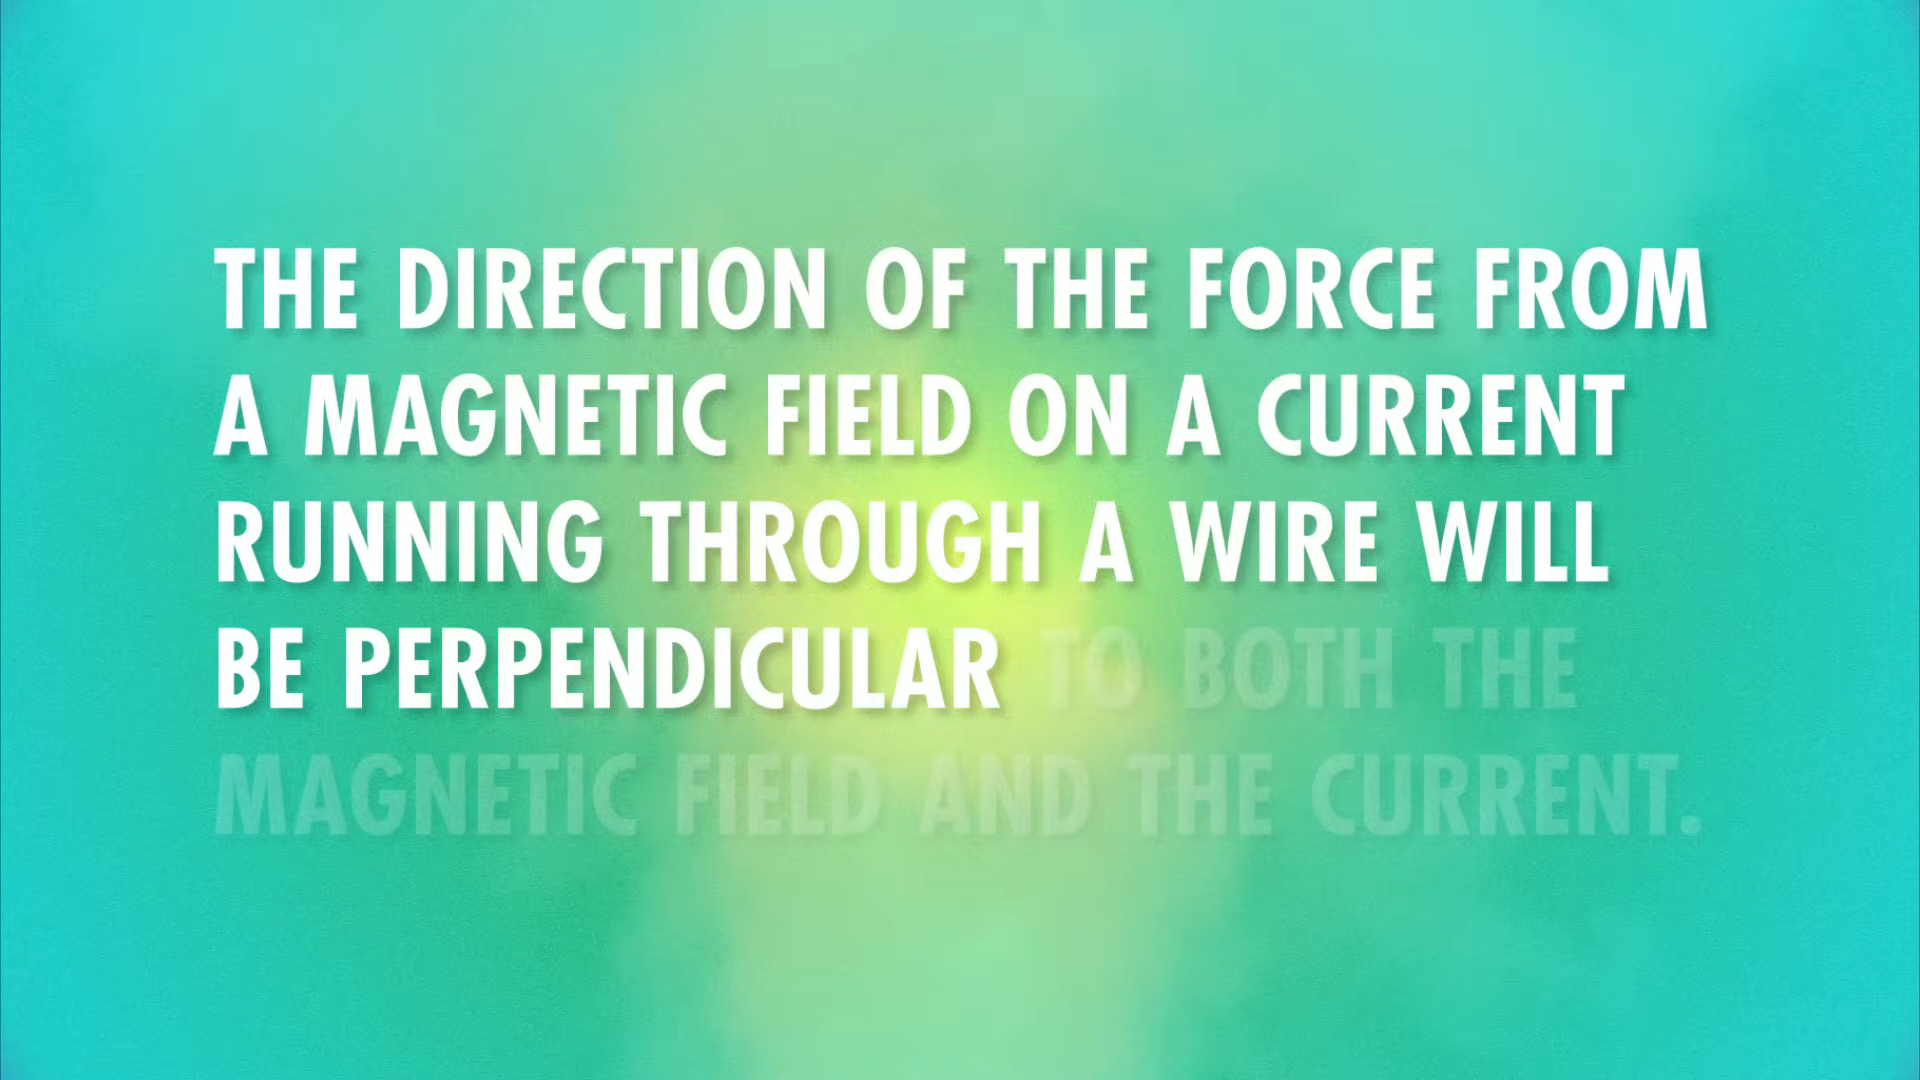 THE DIRECTION OF THE FORCE FROM
A MAGNETIC FIELD ON A CURRENT
RUNNING THROUGH A WIRE WILL
BE PERPENDICULAR TO BOTH THE
MAGNETIC FIELD AND THE CURRENT.